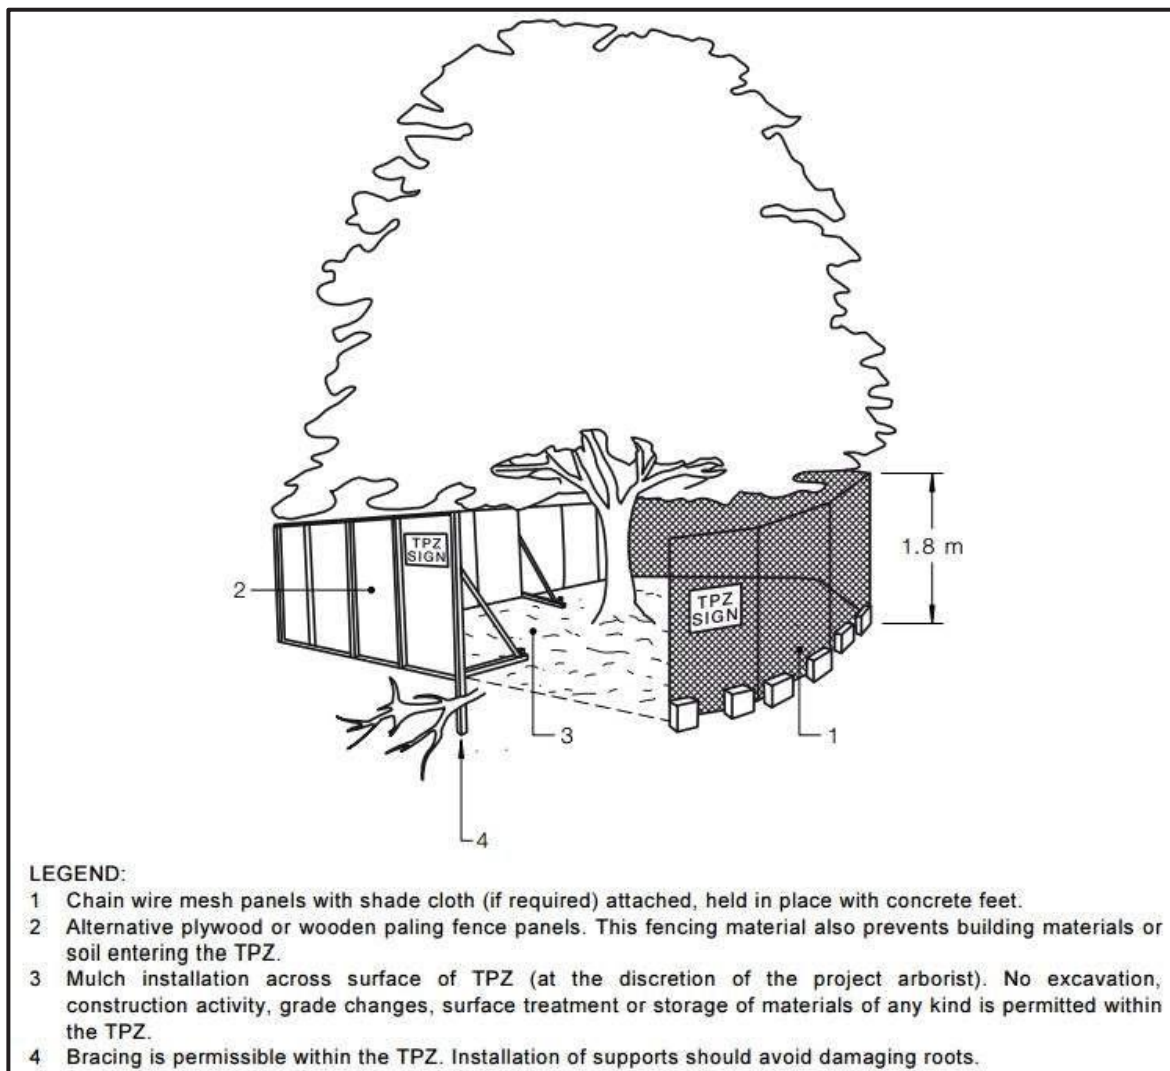 TPZ
SIGN
1.8 m
2
TPZ
SIGN
3
1
4
LEGEND:
1 Chain wire mesh panels with shade cloth (if required) attached, held in place with concrete feet.
2 Alternative plywood or wooden paling fence panels. This fencing material also prevents building materials or
soil entering the TPZ.
3 Mulch installation across surface of TPZ (at the discretion of the project arborist). No excavation,
construction activity, grade changes, surface treatment or storage of materials of any kind is permitted within
the TPZ.
4 Bracing is permissible within the TPZ. Installation of supports should avoid damaging roots.